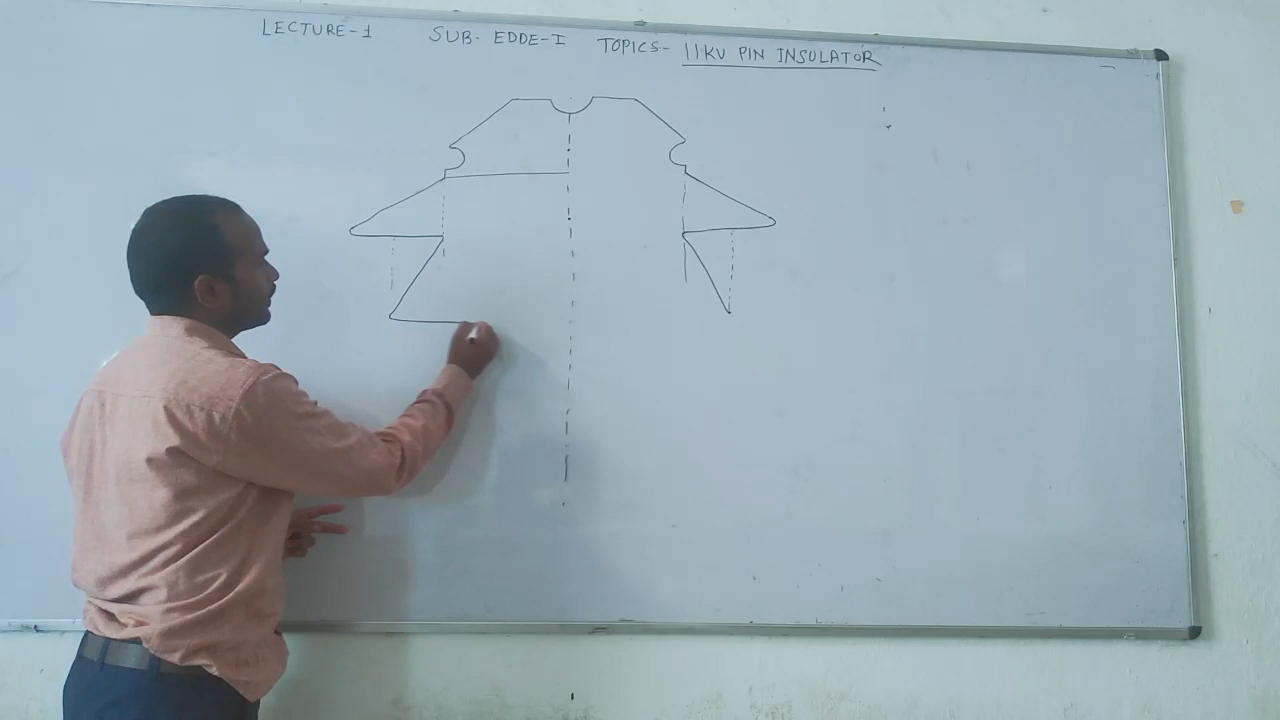 LECTURE-1 SUB- EDDE-I TOPICS- 11KV PIN INSULATOR